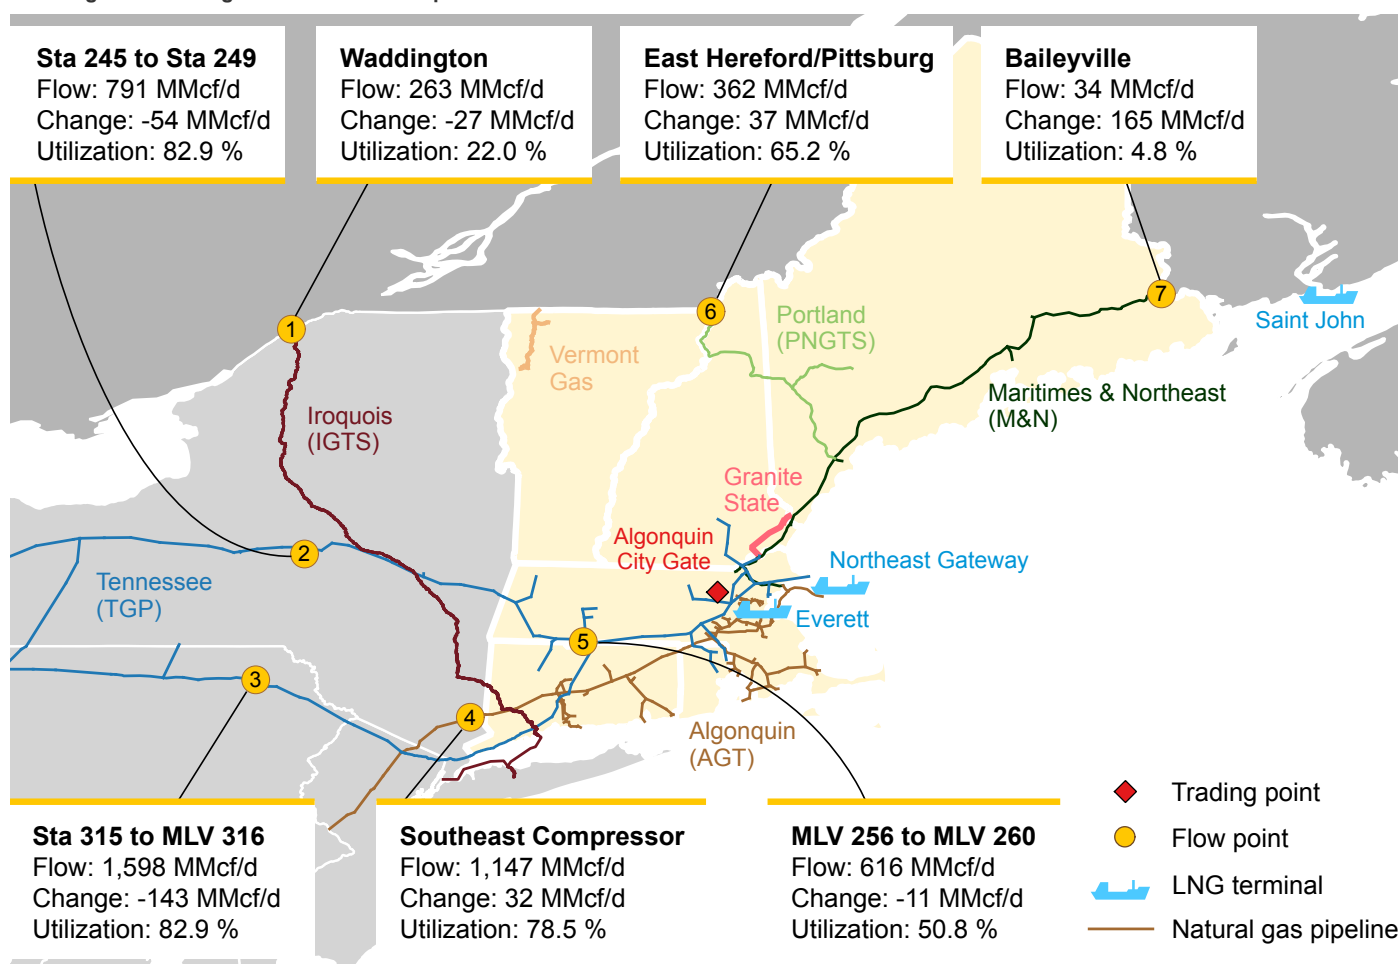 Sta 245 to Sta 249
Flow: 791 MMcf/d
Change: -54 MMcf/d
Utilization: 82.9 %
Waddington
Flow: 263 MMcf/d
Change: -27 MMcf/d
Utilization: 22.0 %
East Hereford/Pittsburg
Flow: 362 MMcf/d
Change: 37 MMcf/d
Utilization: 65.2 %
Baileyville
Flow: 34 MMcf/d
Change: 165 MMcf/d
Utilization: 4.8 %
7
Saint John
6
Portland
(PNGTS)
1
Vermont
Gas
Maritimes & Northeast
(M&N)
Iroquois
(IGTS)
Granite
State
Algonquin
City Gate
2
Northeast Gateway
Tennessee
(TGP)
Everett
5
3
4
Algonquin
(AGT)
Sta 315 to MLV 316
Flow: 1,598 MMcf/d
Change: -143 MMcf/d
Utilization: 82.9 %
Southeast Compressor
Flow: 1,147 MMcf/d
Change: 32 MMcf/d
Utilization: 78.5 %
MLV 256 to MLV 260
Flow: 616 MMcf/d
Change: -11 MMcf/d
Utilization: 50.8 %
Trading point
Flow point
LNG terminal
Natural gas pipeline